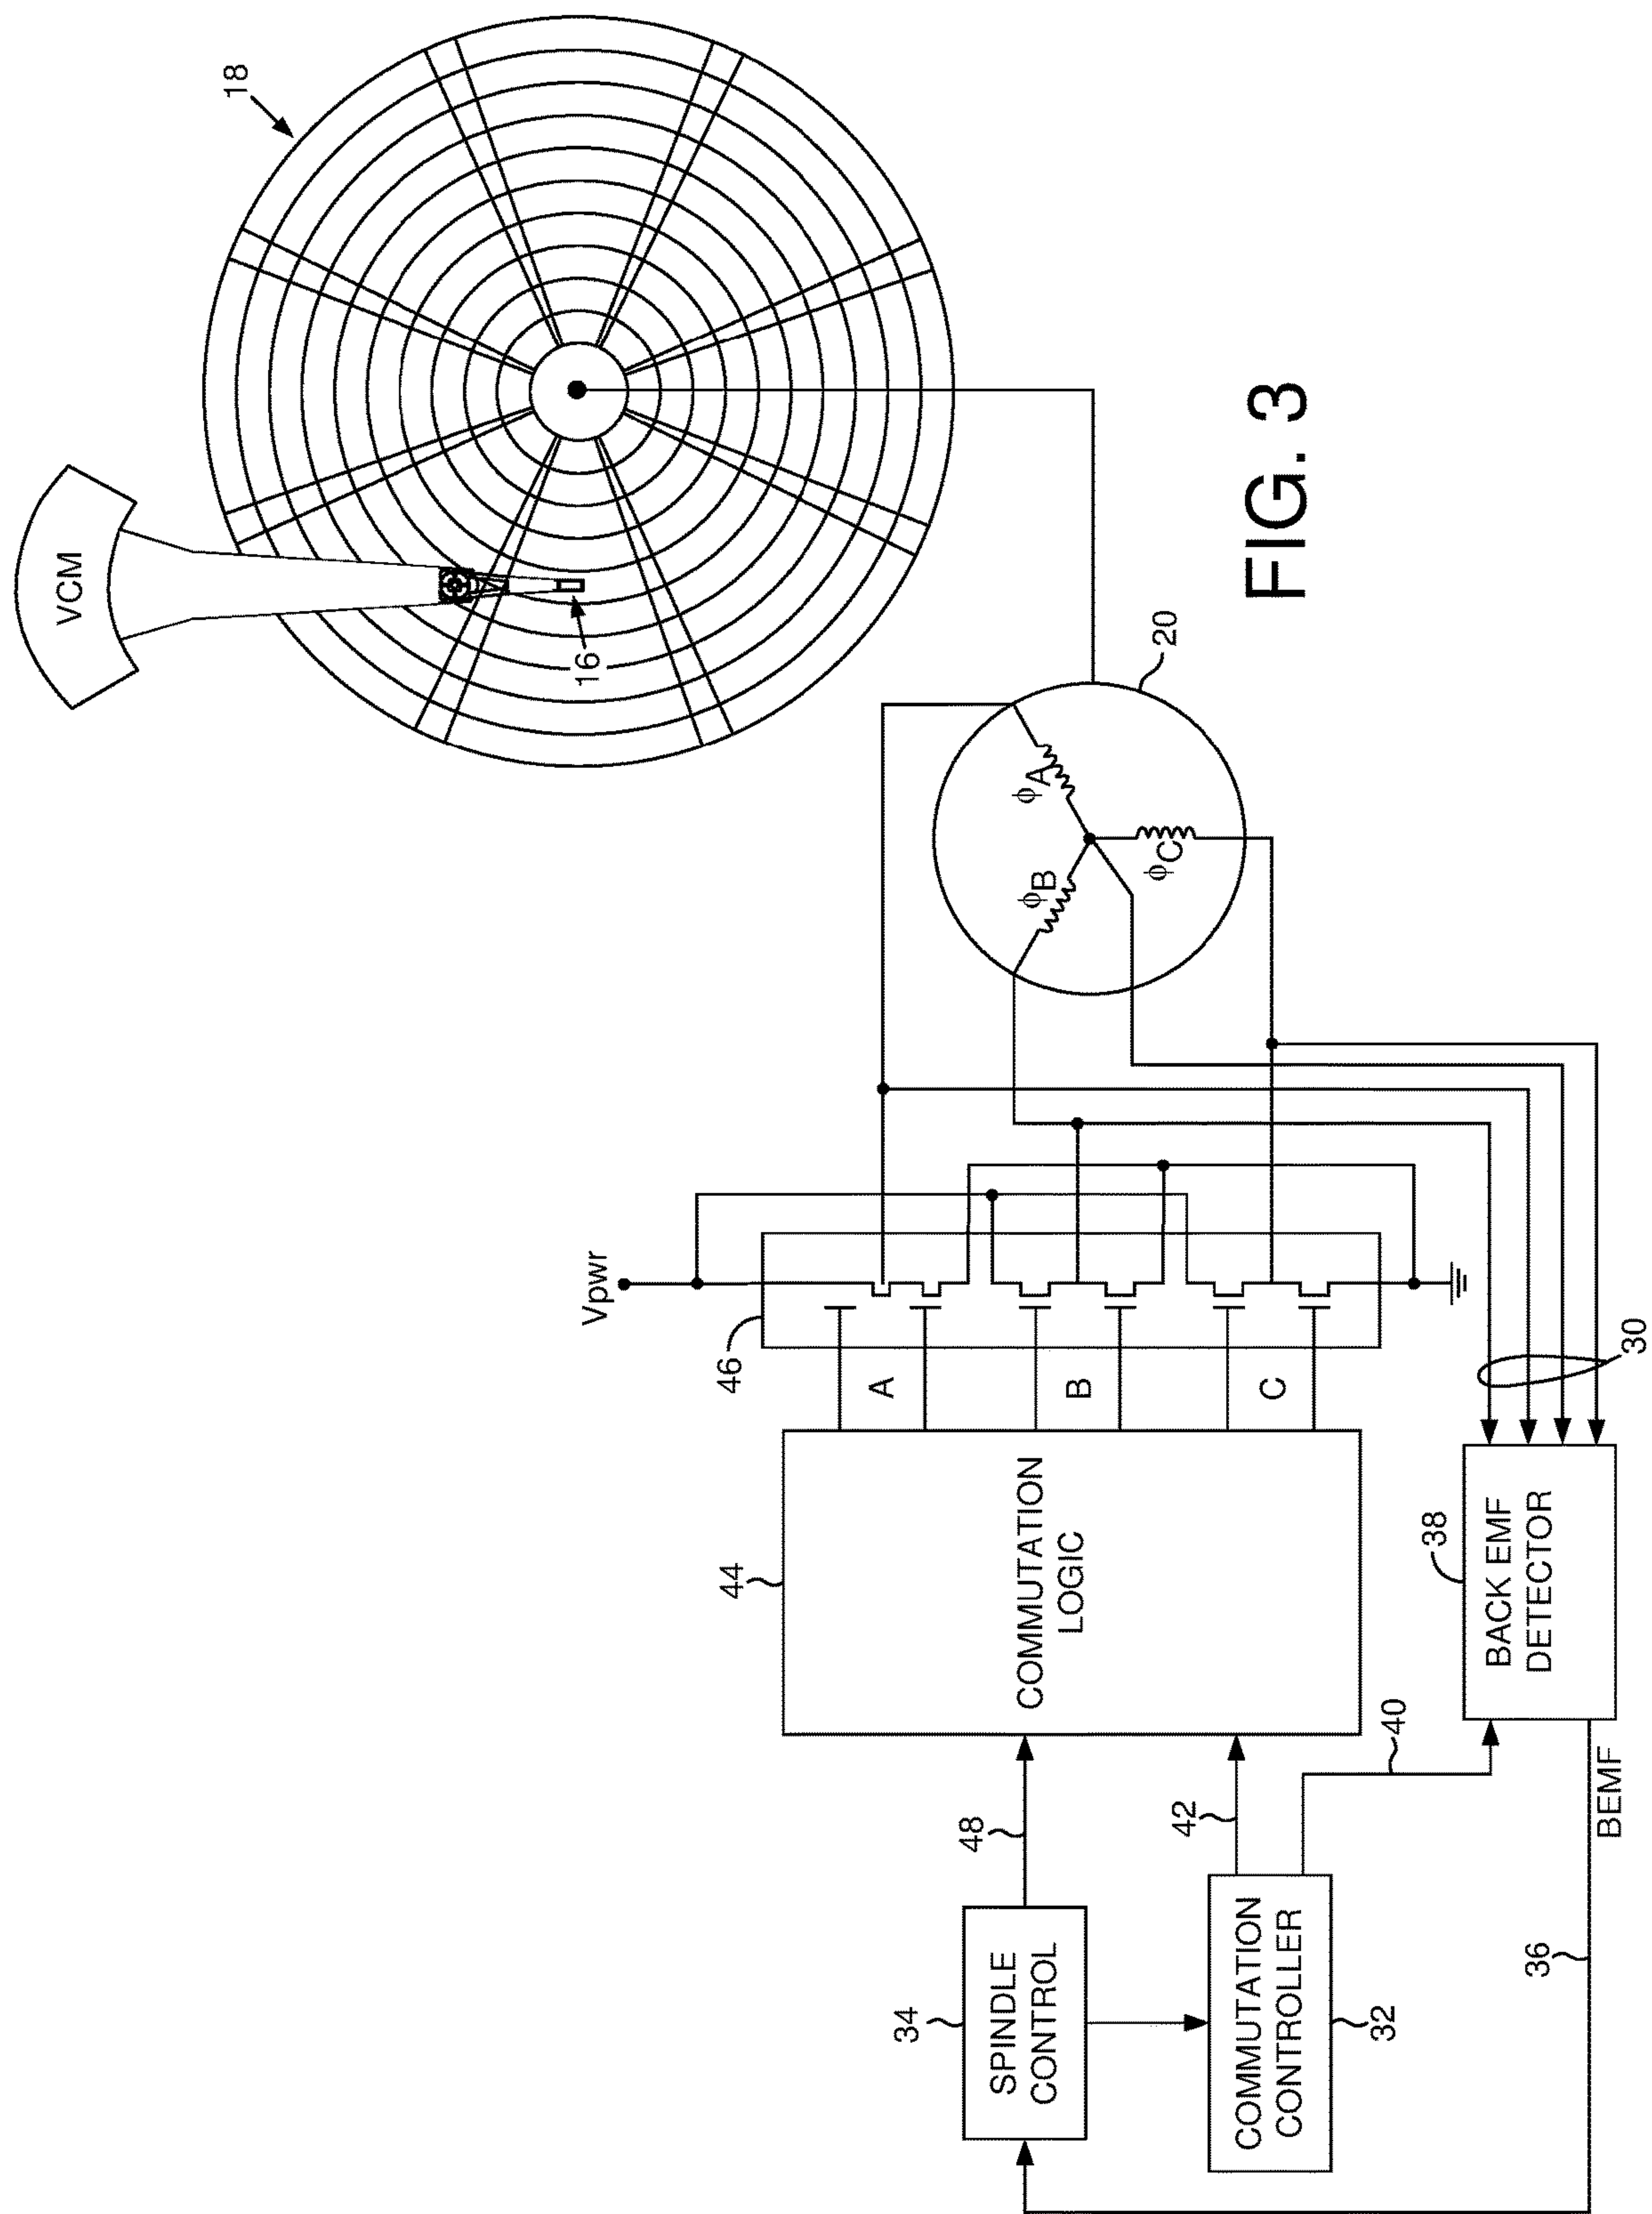 VCM
18
16
FIG. 3
20
ϕA
ϕB
ϕC
Vpwr
46
A
B
C
30
44
COMMUTATION
LOGIC
38
BACK EMF
DETECTOR
48
42
40
BEMF
34
SPINDLE
CONTROL
COMMUTATION
CONTROLLER
32
36